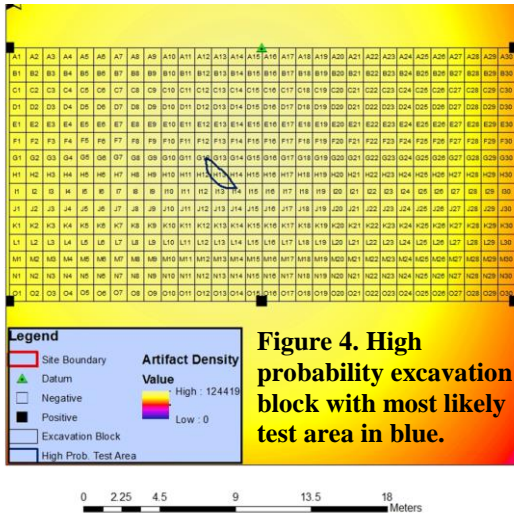 A1 A2 A3 A4 A5 A6 A7 A8 A9 A10 A11 A12 A13 A14 A15 A16 A17 A18 A19 A20 A21 A22 A23 A24 A25 A26 A27 A28 A29 A30
B1 B2 B3 B4 B5 B6 B7 B8 B9 B10 B11 B12 B13 B14 B15 B16 B17 B18 B19 B20 B21 B22 B23 B24 B25 B26 B27 B28 B29 B30
C1 C2 C3 C4 C5 C6 C7 C8 C9 C10 C11 C12 C13 C14 C15 C16 C17 C18 C19 C20 C21 C22 C23 C24 C25 C26 C27 C28 C29 C30
D1 D2 D3 D4 D5 D6 D7 D8 D9 D10 D11 D12 D13 D14 D15 D16 D17 D18 D19 D20 D21 D22 D23 D24 D25 D26 D27 D28 D29 D30
E1 E2 E3 E4 E5 E6 E7 E8 E9 E10 E11 E12 E13 E14 E15 E16 E17 E18 E19 E20 E21 E22 E23 E24 E25 E26 E27 E28 E29 E30
F1 F2 F3 F4 F5 F6 F7 F8 F9 F10 F11 F12 F13 F14 F15 F16 F17 F18 F19 F20 F21 F22 F23 F24 F25 F26 F27 F28 F29 F30
G1 G2 G3 G4 G5 G6 G7 G8 G9 G10 G11 G13 G14 G15 G16 G17 G18 G19 G20 G21 G22 G23 G24 G25 G26 G27 G28 G29 G30
H1 H2 H3 H4 H5 H6 H7 H8 H9 H10 H11 H12 H13 H14 H15 H16 H17 H18 H19 H20 H21 H22 H23 H24 H25 H26 H27 H28 H29 H30
I1 I2 I3 I4 I5 I6 I7 I8 I9 I10 I11 I12 I13 I14 I15 I16 I17 I18 I19 I20 I21 I22 I23 I24 I25 I26 I27 I28 I29 I30
J1 J2 J3 J4 J5 J6 J7 J8 J9 J10 J11 J12 J13 J14 J15 J16 J17 J18 J19 J20 J21 J22 J23 J24 J25 J26 J27 J28 J29 J30
K1 K2 K3 K4 K5 K6 K7 K8 K9 K10 K11 K12 K13 K14 K15 K16 K17 K18 K19 K20 K21 K22 K23 K24 K25 K26 K27 K28 K29 K30
L1 L2 L3 L4 L5 L6 L7 L8 L9 L10 L11 L12 L13 L14 L15 L16 L17 L18 L19 L20 L21 L22 L23 L24 L25 L26 L27 L28 L29 L30
M1 M2 M3 M4 M5 M6 M7 M8 M9 M10 M11 M12 M13 M14 M15 M16 M17 M18 M19 M20 M21 M22 M23 M24 M25 M26 M27 M28 M29 M30
N1 N2 N3 N4 N5 N6 N7 N8 N9 N10 N11 N12 N13 N14 N15 N16 N17 N18 N19 N20 N21 N22 N23 N24 N25 N26 N27 N28 N29 N30
O1 O2 O3 O4 O5 O6 O7 O8 O9 O10 O11 O12 O13 O14 O15 O16 O17 O18 O19 O20 O21 O22 O23 O24 O25 O26 O27 O28 O29 O30
Legend
Site Boundary
Datum
Negative
Positive
Excavation Block
High Prob. Test Area
Artifact Density
Value
High : 124419
Low : 0
Figure 4. High
probability excavation
block with most likely
test area in blue.
0 2.25 4.5 9 13.5 18
Meters